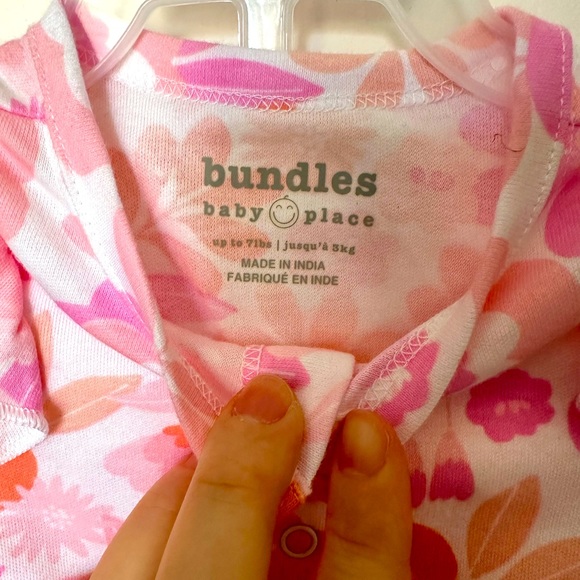 bundles
baby place
up to 7lbs | jusqu'à 3kg
MADE IN INDIA
FABRIQUÉ EN INDE